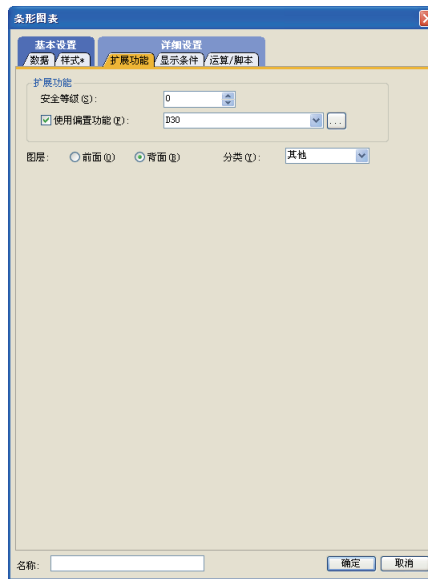 条形图表
基本设置 详细设置
数据 样式* 扩展功能 显示条件 运算/脚本
扩展功能
安全等级(S): 0
使用偏置功能(F): D30 ...
图层: 前面(Q) 背面(B) 分类(Y): 其他
名称: 确定 取消